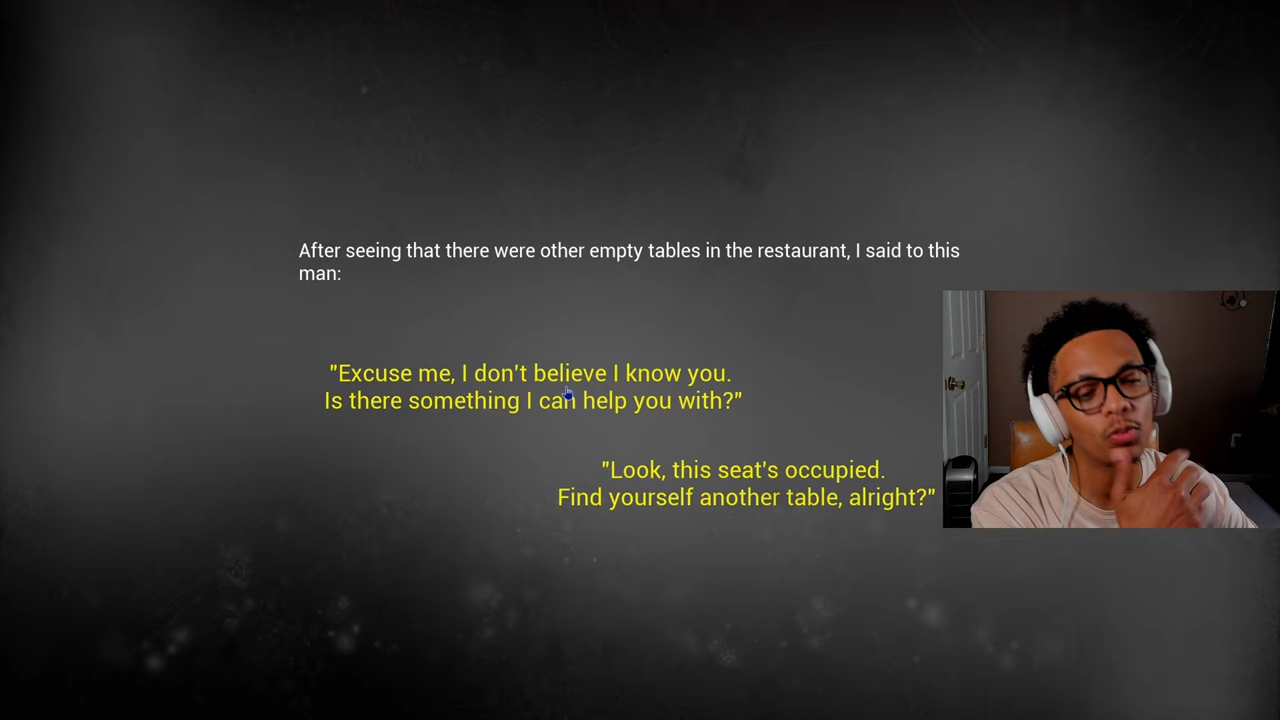 After seeing that there were other empty tables in the restaurant, I said to this
man:
"Excuse me, I don't believe I know you.
Is there something I can help you with?"
"Look, this seat's occupied.
Find yourself another table, alright?"